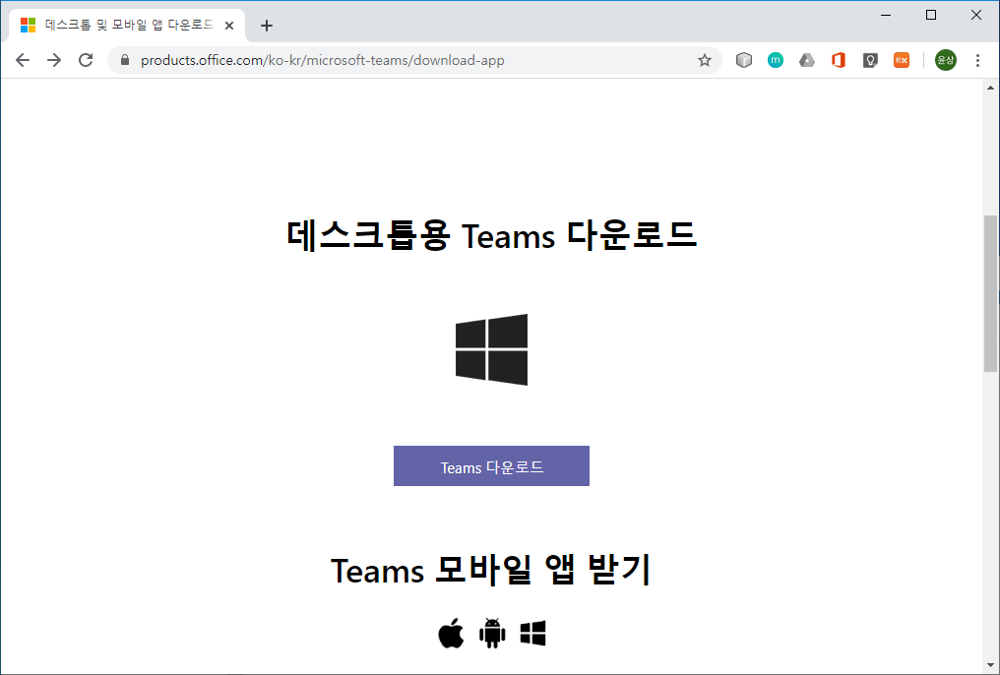 데스크톱 및 모바일 앱 다운로드
products.office.com/ko-kr/microsoft-teams/download-app
m
윤상
데스크톱용 Teams 다운로드
Teams 다운로드
Teams 모바일 앱 받기